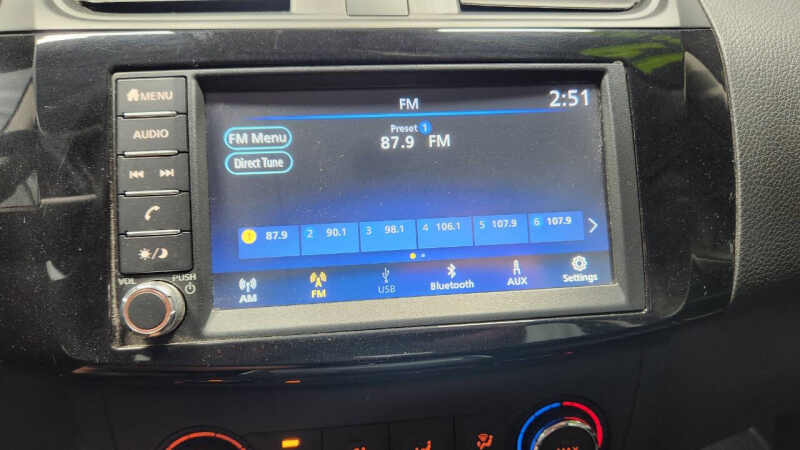 MENU
AUDIO
VOL
PUSH
FM
2:51
FM Menu
Direct Tune
Preset 1
87.9 FM
1 87.9
2 90.1
3 98.1
4 106.1
5 107.9
6 107.9
AM
FM
USB
Bluetooth
AUX
Settings
MAX